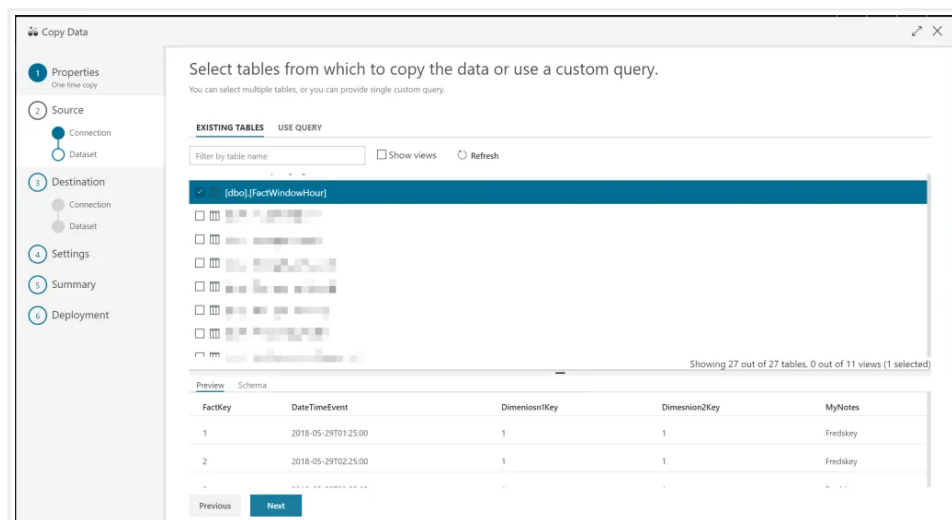 Copy Data
1 Properties
One time copy
2 Source
Connection
Dataset
3 Destination
Connection
Dataset
4 Settings
5 Summary
6 Deployment
Select tables from which to copy the data or use a custom query.
You can select multiple tables, or you can provide single custom query.
EXISTING TABLES USE QUERY
Filter by table name Show views Refresh
[dbo].[FactWindowHour]
Showing 27 out of 27 tables, 0 out of 11 views (1 selected)
Preview Schema
FactKey DateTimeEvent Dimeniosn1Key Dimesnion2Key MyNotes
1 2018-05-29T01:25:00 1 1 Fredskey
2 2018-05-29T02:25:00 1 1 Fredskey
Previous Next